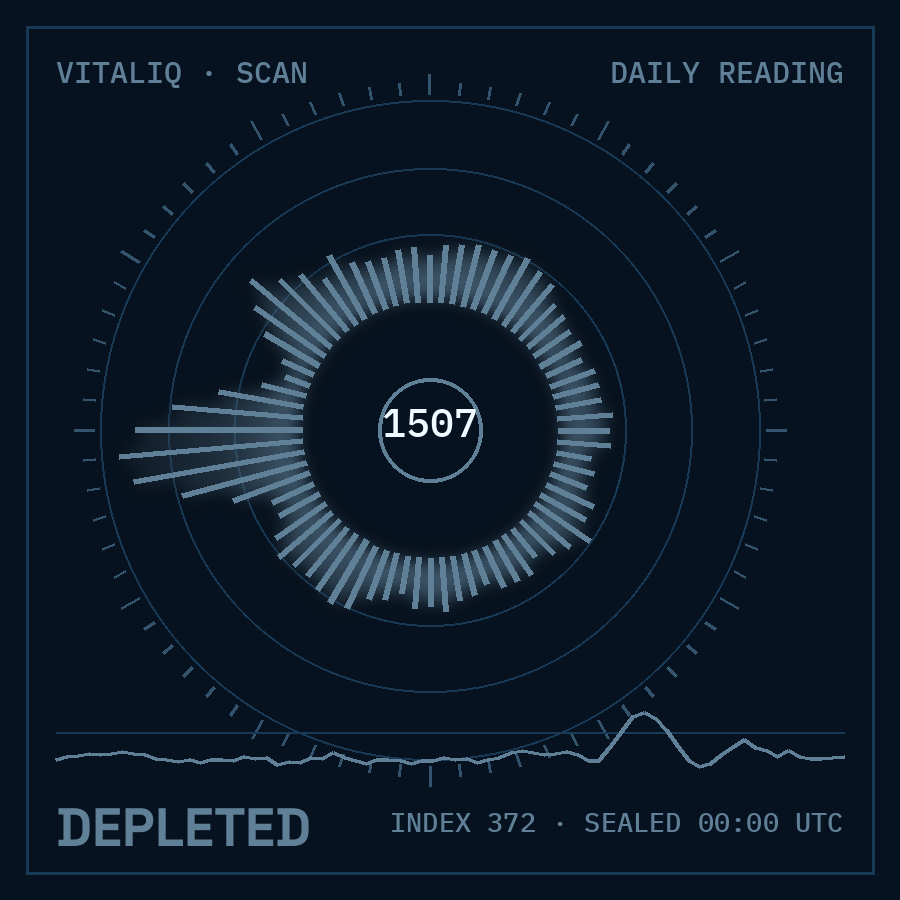 VITALIQ · SCAN
DAILY READING
1507
DEPLETED
INDEX 372 · SEALED 00:00 UTC